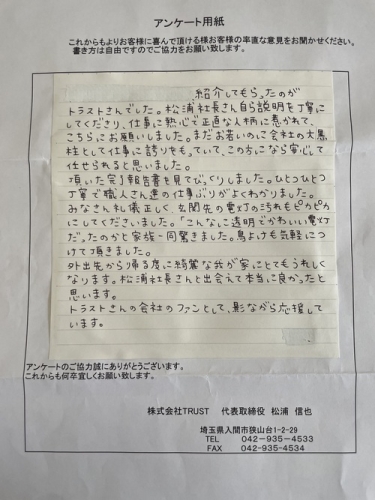 アンケート用紙
これからもよりお客様に喜んで頂ける様お客様の率直な意見をお聞かせください。
書き方は自由ですのでご協力をお願い致します。
紹介してもらったのが
トラストさんでした。松浦社長さん自ら説明を丁寧に
してくださり、仕事に熱心で正直な人柄に惹かれて、
こちらにお願いしました。まだお若いのに会社の大黒
柱として仕事に誇りをもっていて、この方になら安心して
任せられると思いました。
頂いた完了報告書を見てびっくりしました。ひとつひとつ
丁寧で職人さん達の仕事ぶりがよくわかりました。
みなさん礼儀正しく、玄関先の電灯の汚れもピカピカ
にしてくださいました。「こんなに透明でかわいい電灯
だったのかと家族一同驚きました。鳥よけも気軽につ
けて頂きました。
外出先から帰る度に綺麗な我が家にとてもうれしく
なります。松浦社長さんと出会えて本当に良かったと
思います。
トラストさんの会社のファンとして、影ながら応援して
います。
アンケートのご協力誠にありがとうございます。
これからも何卒宜しくお願い致します。
株式会社TRUST 代表取締役 松浦 信也
埼玉県入間市狭山台1-2-29
TEL 042-935-4533
FAX 042-934-4534